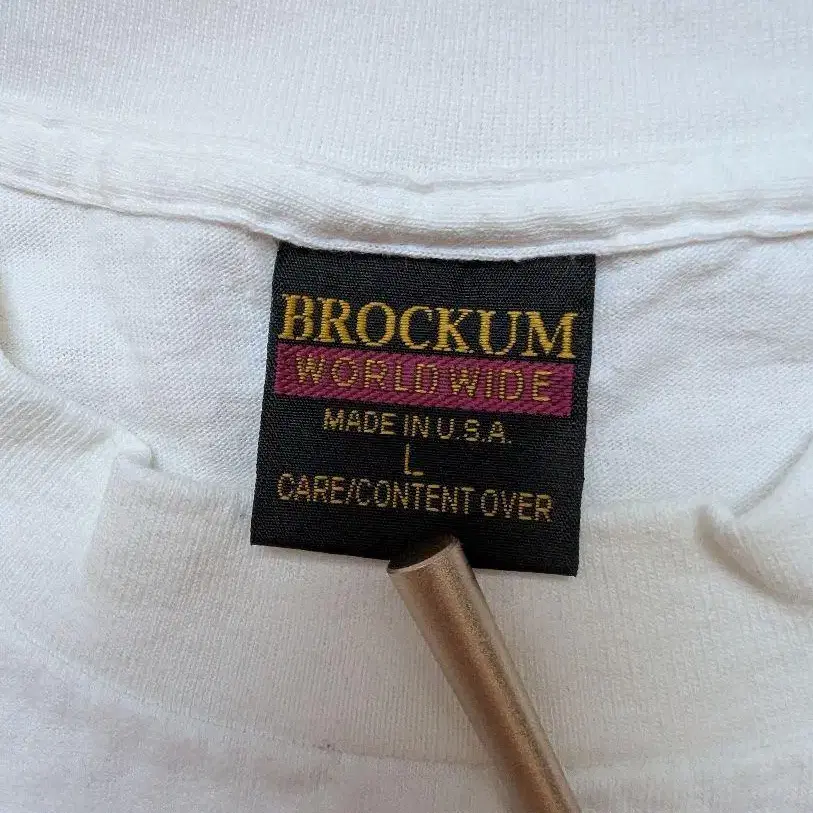 BROCKUM
WORLDWIDE
MADE IN U.S.A.
L
CARE/CONTENT OVER